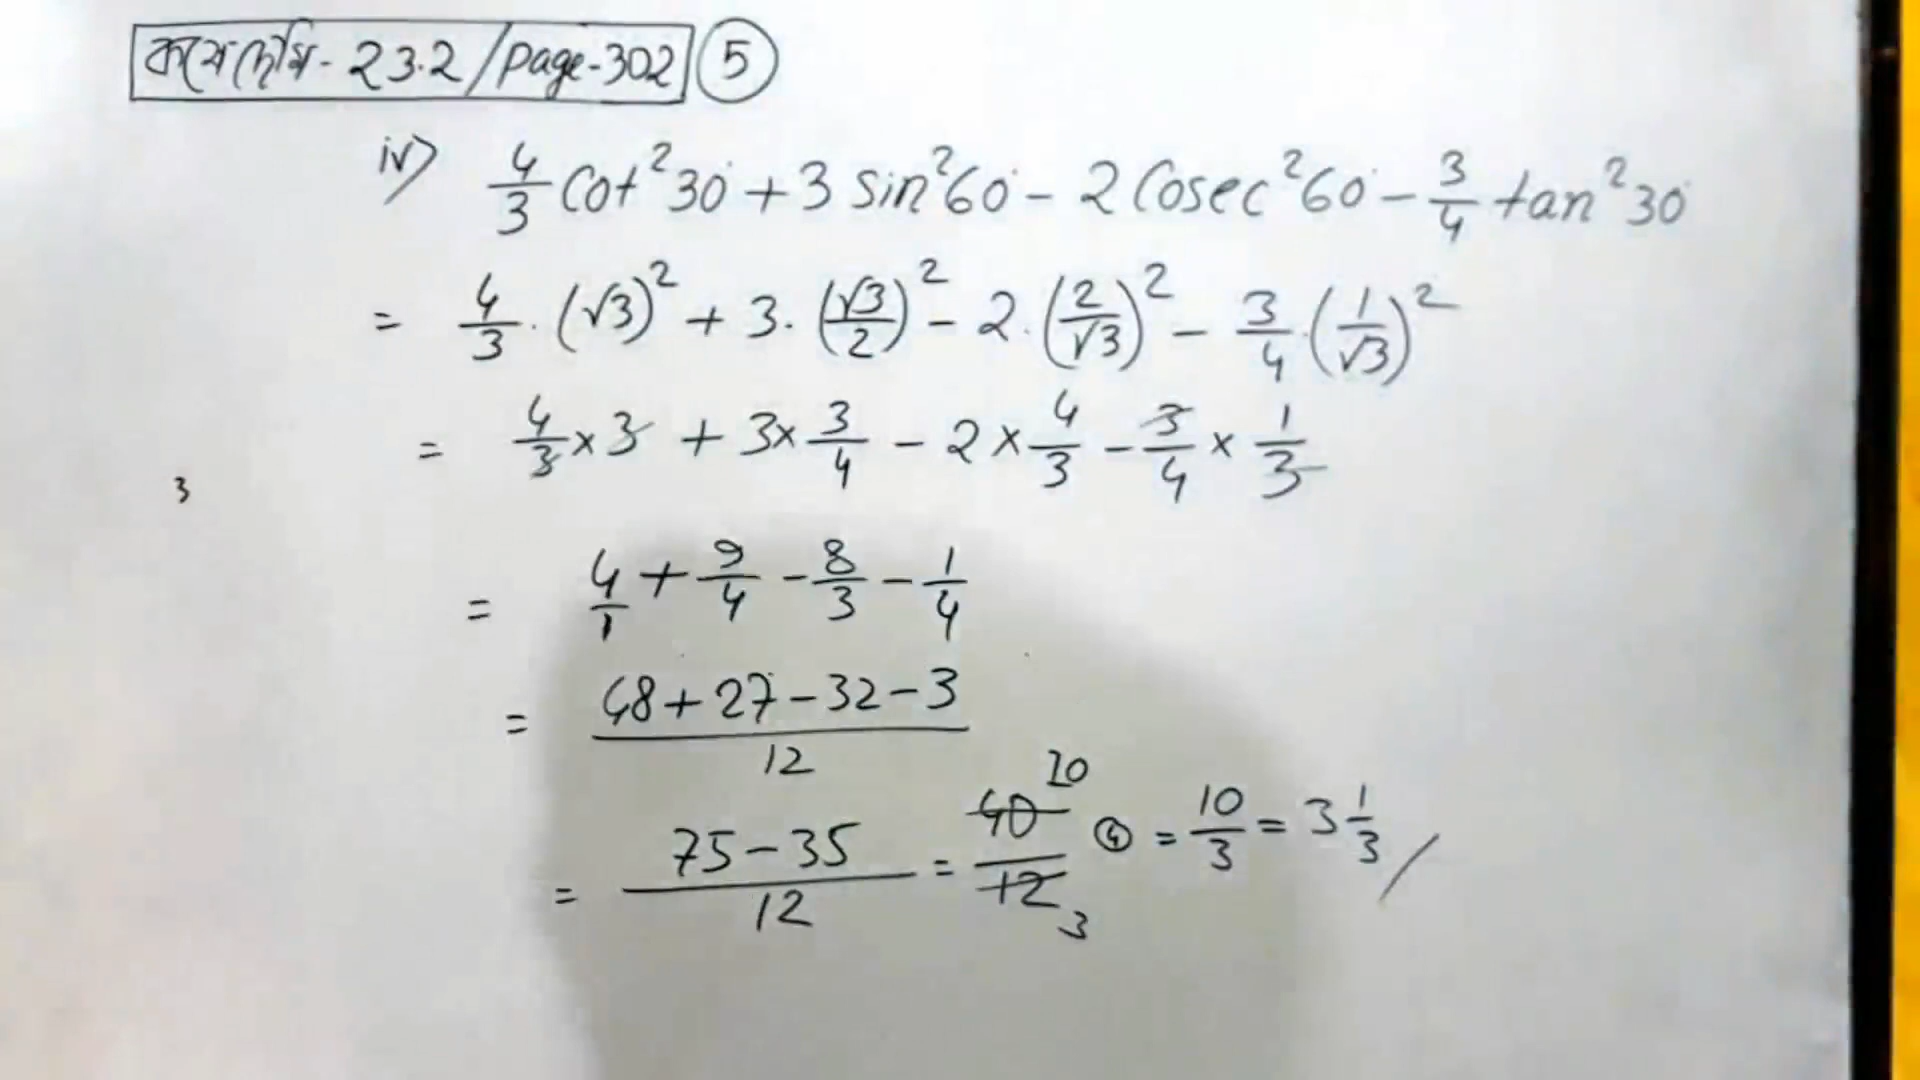 কষে দেখি - 23.2 / Page-302 (5)
iv) 4/3 Cot²30° + 3 sin²60° - 2 Cosec²60° - 3/4 tan²30°
= 4/3 . (√3)² + 3. (√3/2)² - 2. (2/√3)² - 3/4 . (1/√3)²
= 4/3 × 3 + 3 × 3/4 - 2 × 4/3 - 3/4 × 1/3
3
= 4/1 + 9/4 - 8/3 - 1/4
= 48 + 27 - 32 - 3 / 12
= 75 - 35 / 12 = 40 10 / 12 3 (4) = 10/3 = 3 1/3 /